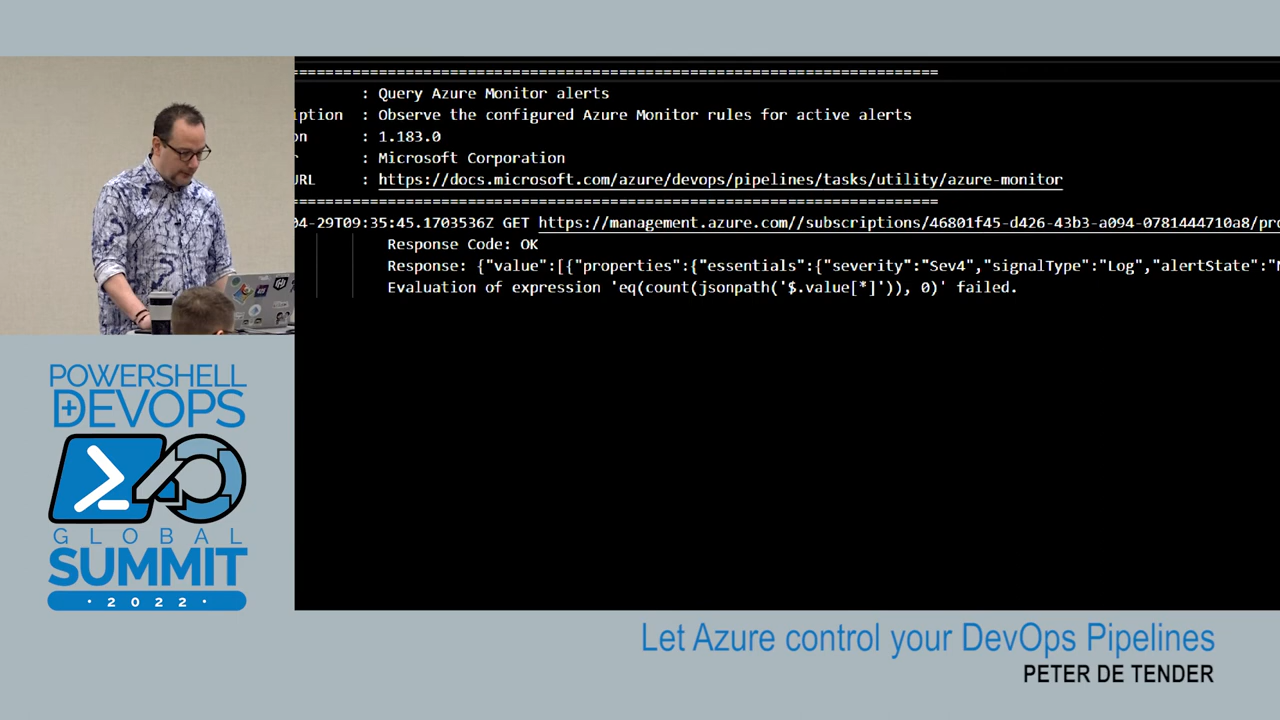 ==============================================================================
: Query Azure Monitor alerts
iption : Observe the configured Azure Monitor rules for active alerts
on : 1.183.0
r : Microsoft Corporation
URL : https://docs.microsoft.com/azure/devops/pipelines/tasks/utility/azure-monitor
==============================================================================
04-29T09:35:45.1703536Z GET https://management.azure.com//subscriptions/46801f45-d426-43b3-a094-0781444710a8/pro
Response Code: OK
Response: {"value":[{"properties":{"essentials":{"severity":"Sev4","signalType":"Log","alertState":"N
Evaluation of expression 'eq(count(jsonpath('$.value[*]')), 0)' failed.
POWERSHELL
+ DEVOPS
GLOBAL
SUMMIT
· 2022 ·
Let Azure control your DevOps Pipelines
PETER DE TENDER